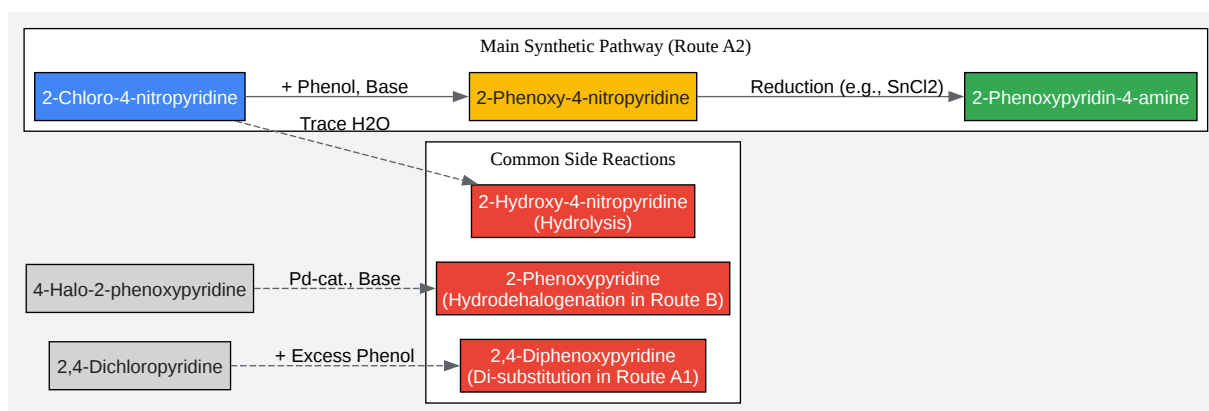 Main Synthetic Pathway (Route A2)
2-Chloro-4-nitropyridine
+ Phenol, Base
2-Phenoxy-4-nitropyridine
Reduction (e.g., SnCl2)
2-Phenoxypyridin-4-amine
Trace H2O
Common Side Reactions
2-Hydroxy-4-nitropyridine
(Hydrolysis)
4-Halo-2-phenoxypyridine
Pd-cat., Base
2-Phenoxypyridine
(Hydrodehalogenation in Route B)
2,4-Dichloropyridine
+ Excess Phenol
2,4-Diphenoxypyridine
(Di-substitution in Route A1)